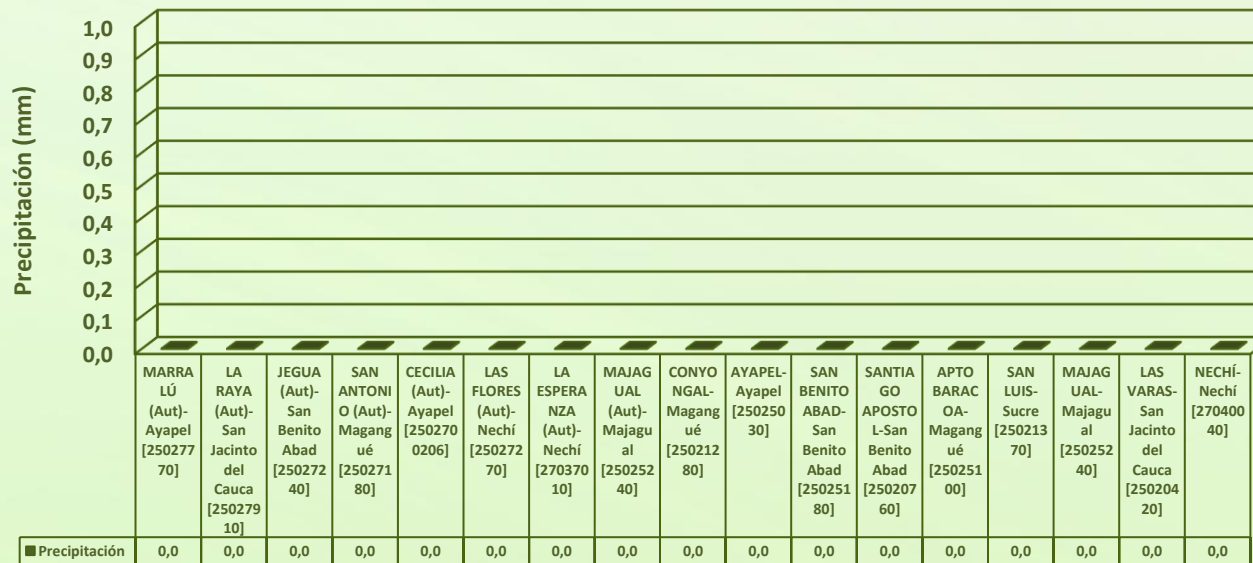 Precipitación (mm)
1,0
0,9
0,8
0,7
0,6
0,5
0,4
0,3
0,2
0,1
0,0
MARRA
LÚ
(Aut)-
Ayapel
[250277
70]
LA
RAYA
(Aut)-
San
Jacinto
del
Cauca
[250279
10]
JEGUA
(Aut)-
San
Benito
Abad
[250272
40]
SAN
ANTONI
O (Aut)-
Magang
ué
[250271
80]
CECILIA
(Aut)-
Ayapel
[250270
0206]
LAS
FLORES
(Aut)-
Nechí
[250272
70]
LA
ESPERA
NZA
(Aut)-
Nechí
[270370
10]
MAJAG
UAL
(Aut)-
Majagu
al
[250252
40]
CONYO
NGAL-
Magang
ué
[250212
80]
AYAPEL-
Ayapel
[250250
30]
SAN
BENITO
ABAD-
San
Benito
Abad
[250251
80]
SANTIA
GO
APOSTO
L-San
Benito
Abad
[250207
60]
APTO
BARAC
OA-
Magang
ué
[250251
00]
SAN
LUIS-
Sucre
[250213
70]
MAJAG
UAL-
Majagu
al
[250252
40]
LAS
VARAS-
San
Jacinto
del
Cauca
[250204
20]
NECHÍ-
Nechí
[270400
40]
Precipitación 0,0 0,0 0,0 0,0 0,0 0,0 0,0 0,0 0,0 0,0 0,0 0,0 0,0 0,0 0,0 0,0 0,0